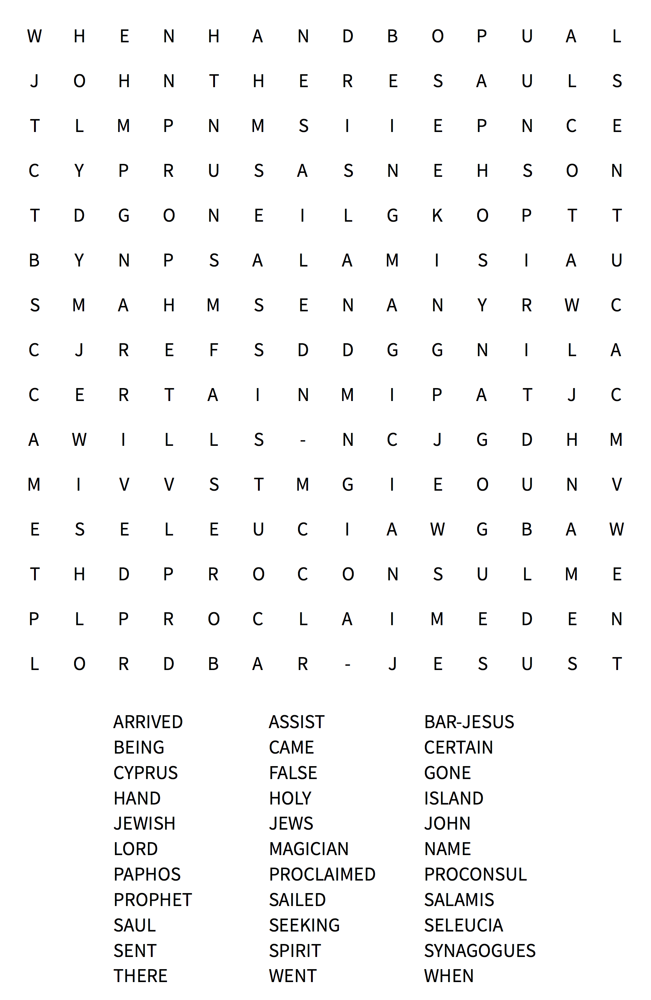 W H E N H A N D B O P U A L
J O H N T H E R E S A U L S
T L M P N M S I I E P N C E
C Y P R U S A S N E H S O N
T D G O N E I L G K O P T T
B Y N P S A L A M I S I A U
S M A H M S E N A N Y R W C
C J R E F S D D G G N I L A
C E R T A I N M I P A T J C
A W I L L S - N C J G D H M
M I V V S T M G I E O U N V
E S E L E U C I A W G B A W
T H D P R O C O N S U L M E
P L P R O C L A I M E D E N
L O R D B A R - J E S U S T
ARRIVED ASSIST BAR-JESUS
BEING CAME CERTAIN
CYPRUS FALSE GONE
HAND HOLY ISLAND
JEWISH JEWS JOHN
LORD MAGICIAN NAME
PAPHOS PROCLAIMED PROCONSUL
PROPHET SAILED SALAMIS
SAUL SEEKING SELEUCIA
SENT SPIRIT SYNAGOGUES
THERE WENT WHEN